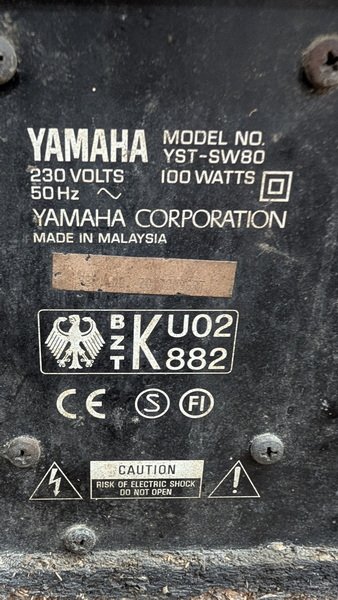 YAMAHA MODEL NO.
YST-SW80
230 VOLTS 100 WATTS
50 Hz ~
YAMAHA CORPORATION
MADE IN MALAYSIA
BZT K U02
882
CE S FI
CAUTION
RISK OF ELECTRIC SHOCK
DO NOT OPEN